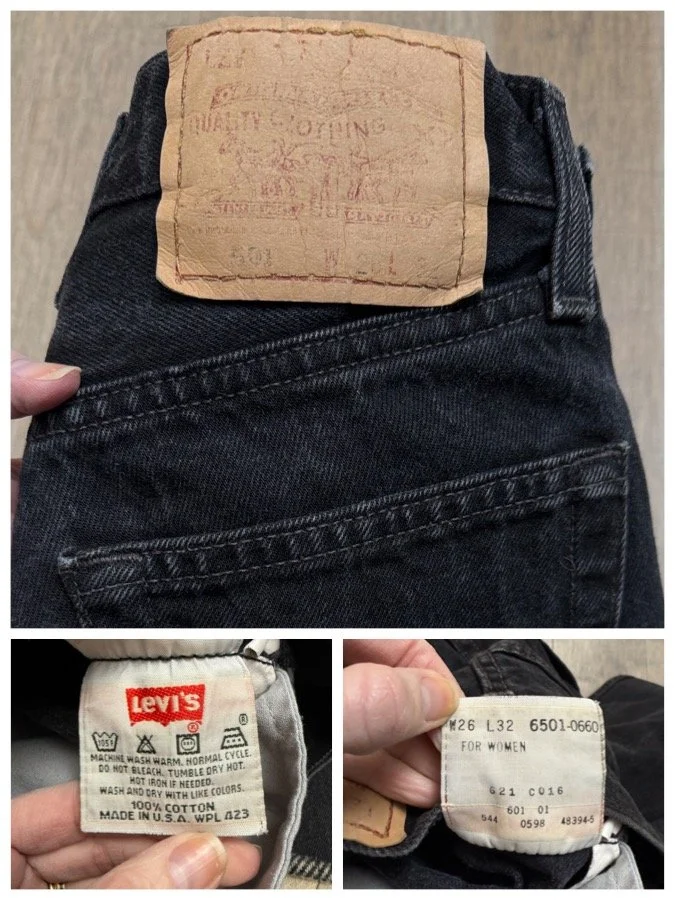 QUALITY CLOTHING
501 W L
LEVI'S
®
®
105F
MACHINE WASH WARM. NORMAL CYCLE.
DO NOT BLEACH. TUMBLE DRY HOT.
HOT IRON IF NEEDED.
WASH AND DRY WITH LIKE COLORS.
100% COTTON
MADE IN U.S.A. WPL 423
W26 L32 6501-0660
FOR WOMEN
G21 C016
601 01
544 0598 48394-5